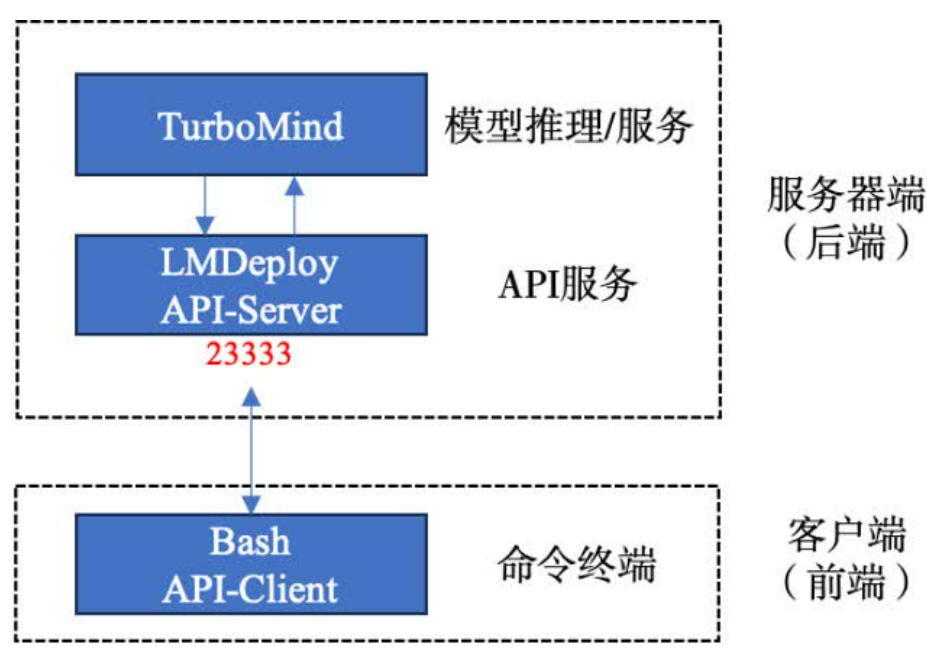 TurboMind
模型推理/服务
LMDeploy
API-Server
API服务
23333
服务器端
（后端）
Bash
API-Client
命令终端
客户端
（前端）